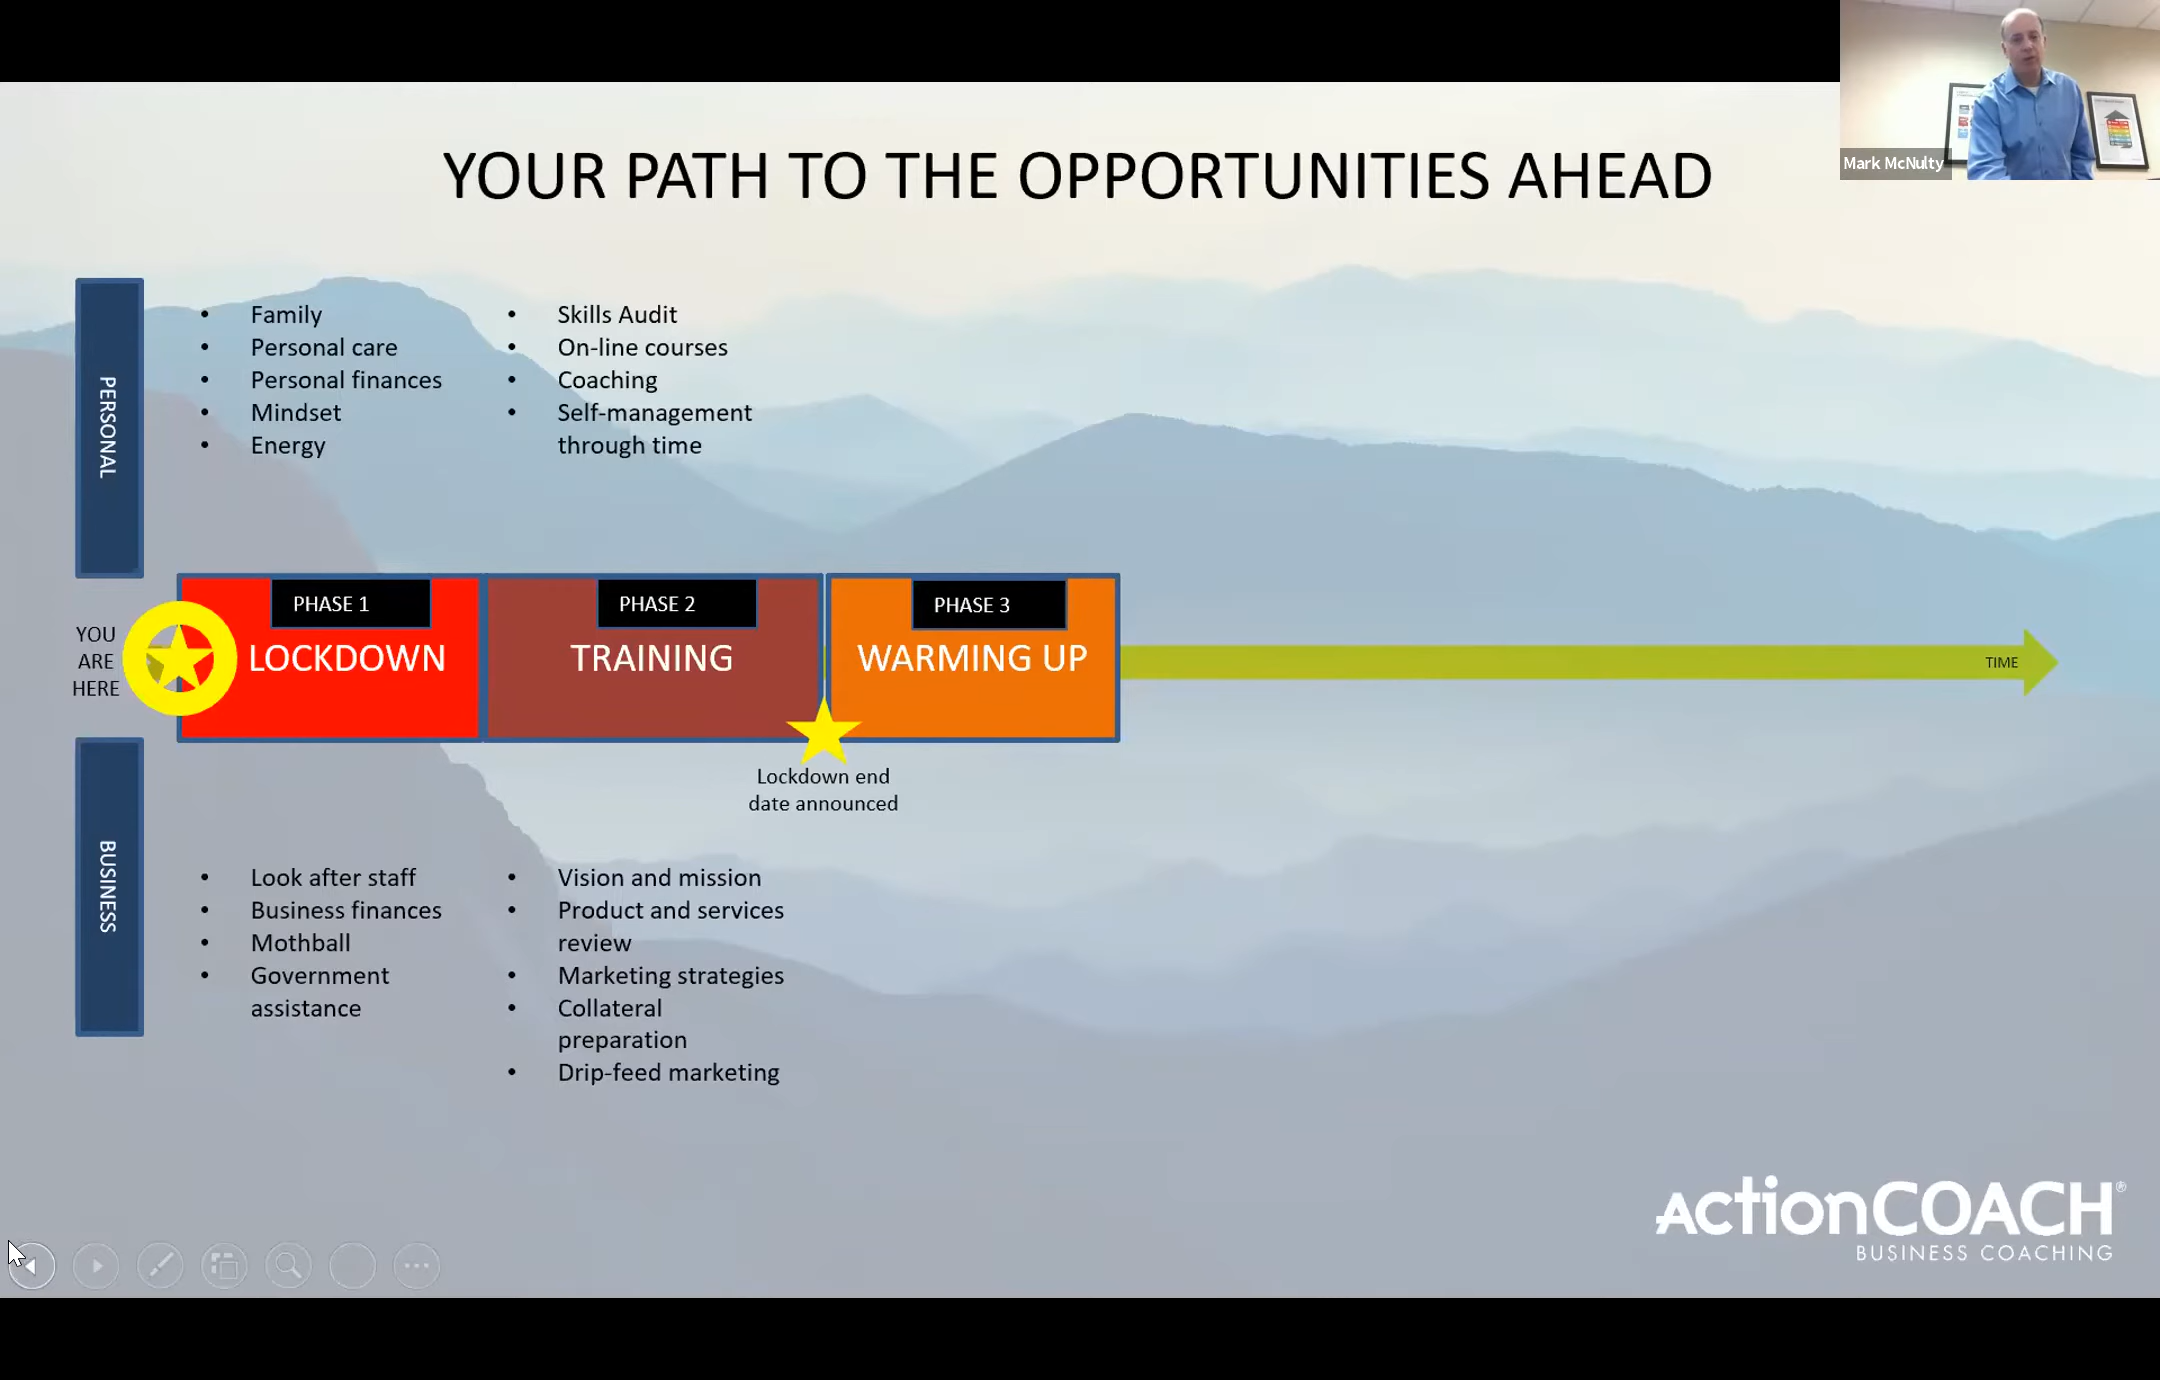 Mark McNulty
YOUR PATH TO THE OPPORTUNITIES AHEAD
PERSONAL
• Family
• Personal care
• Personal finances
• Mindset
• Energy
• Skills Audit
• On-line courses
• Coaching
• Self-management
through time
YOU
ARE
HERE
PHASE 1
LOCKDOWN
PHASE 2
TRAINING
PHASE 3
WARMING UP
TIME
Lockdown end
date announced
BUSINESS
• Look after staff
• Business finances
• Mothball
• Government
assistance
• Vision and mission
• Product and services
review
• Marketing strategies
• Collateral
preparation
• Drip-feed marketing
ActionCOACH®
BUSINESS COACHING